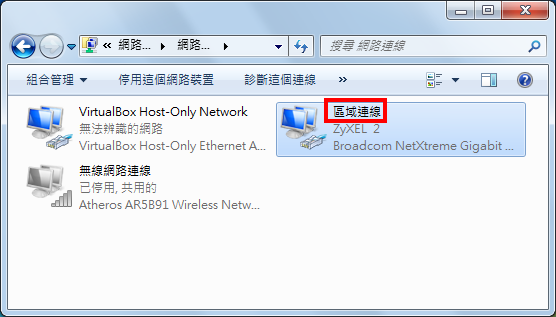 « 網路... ▸ 網路... ▸
搜尋 網路連線
組合管理 ▼ 停用這個網路裝置 診斷這個連線 »
VirtualBox Host-Only Network
無法辨識的網路
VirtualBox Host-Only Ethernet A...
區域連線
ZyXEL 2
Broadcom NetXtreme Gigabit ...
無線網路連線
已停用, 共用的
Atheros AR5B91 Wireless Netw...